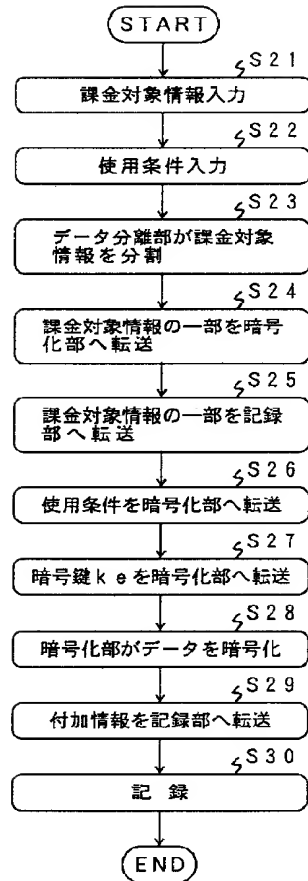 START
S21
課金対象情報入力
S22
使用条件入力
S23
データ分離部が課金対象
情報を分割
S24
課金対象情報の一部を暗号
化部へ転送
S25
課金対象情報の一部を記録
部へ転送
S26
使用条件を暗号化部へ転送
S27
暗号鍵keを暗号化部へ転送
S28
暗号化部がデータを暗号化
S29
付加情報を記録部へ転送
S30
記録
END